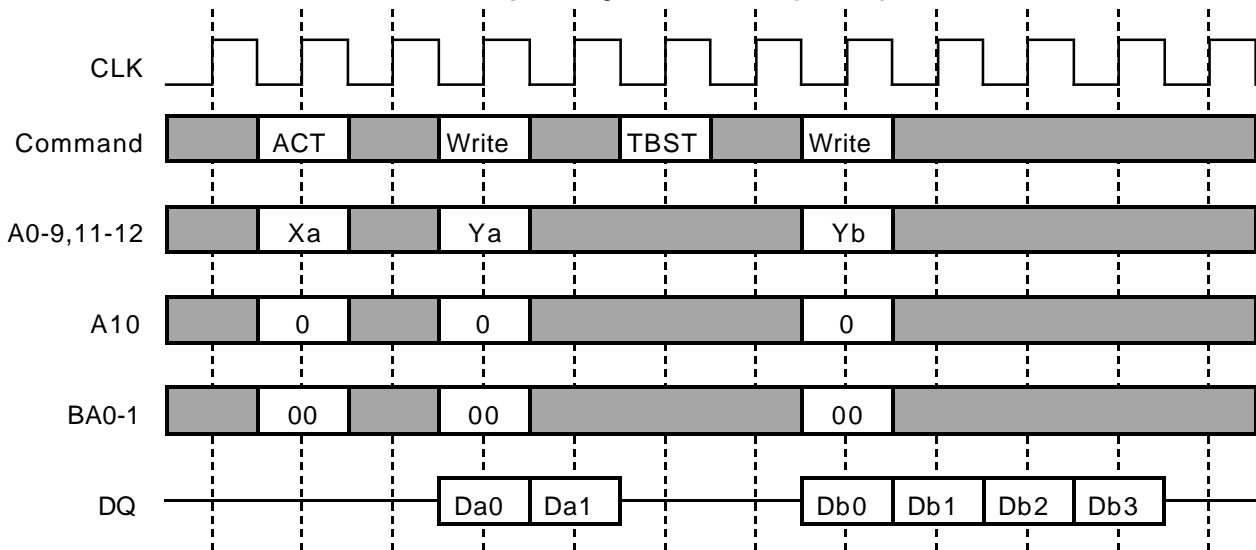 CLK
Command ACT Write TBST Write
A0-9,11-12 Xa Ya Yb
A10 0 0 0
BA0-1 00 00 00
DQ Da0 Da1 Db0 Db1 Db2 Db3